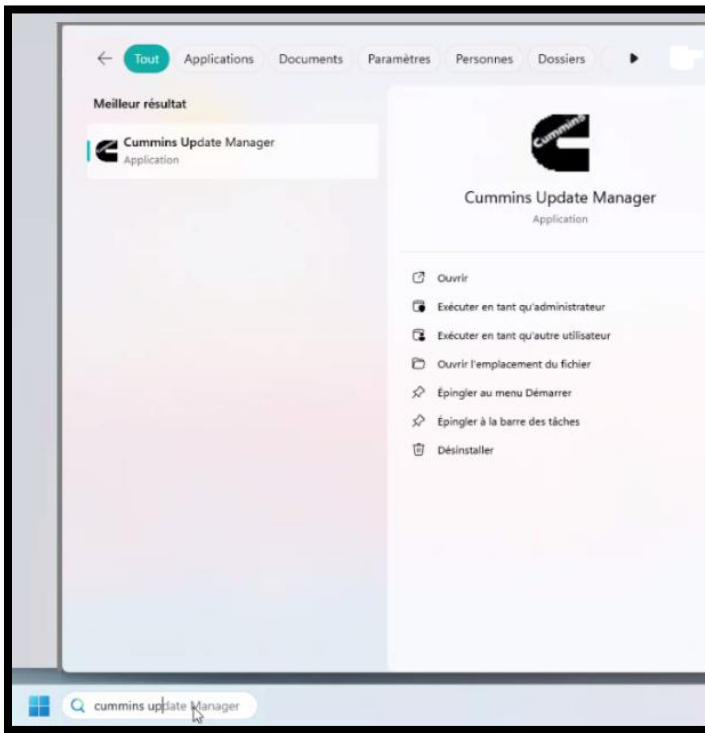 Tout Applications Documents Paramètres Personnes Dossiers
Meilleur résultat
Cummins Update Manager
Application
Cummins
Cummins Update Manager
Application
Ouvrir
Exécuter en tant qu'administrateur
Exécuter en tant qu'autre utilisateur
Ouvrir l'emplacement du fichier
Épingler au menu Démarrer
Épingler à la barre des tâches
Désinstaller
cummins update Manager